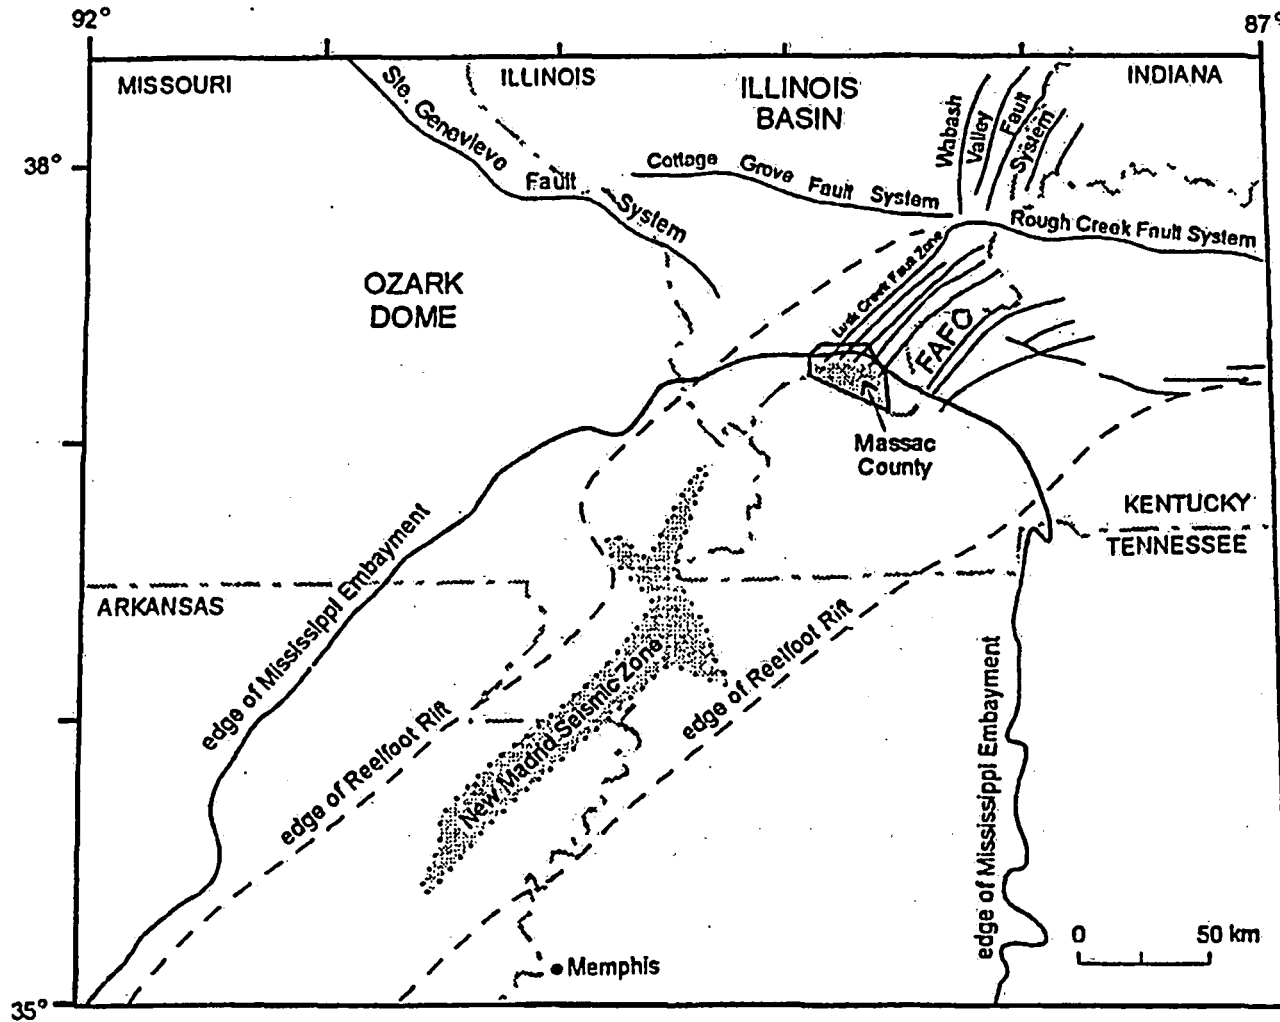 92°
87°
MISSOURI
ILLINOIS
ILLINOIS
BASIN
INDIANA
Ste. Genevieve
Fault
System
38°
Cottage Grove Fault System
Wabash
Valley
Fault
System
Rough Creek Fault System
Lusk Creek Fault Zone
OZARK
DOME
FAFC
Massac
County
KENTUCKY
TENNESSEE
ARKANSAS
edge of Mississippi Embayment
edge of Reelfoot Rift
New Madrid Seismic Zone
edge of Reelfoot Rift
edge of Mississippi Embayment
0 50 km
Memphis
35°